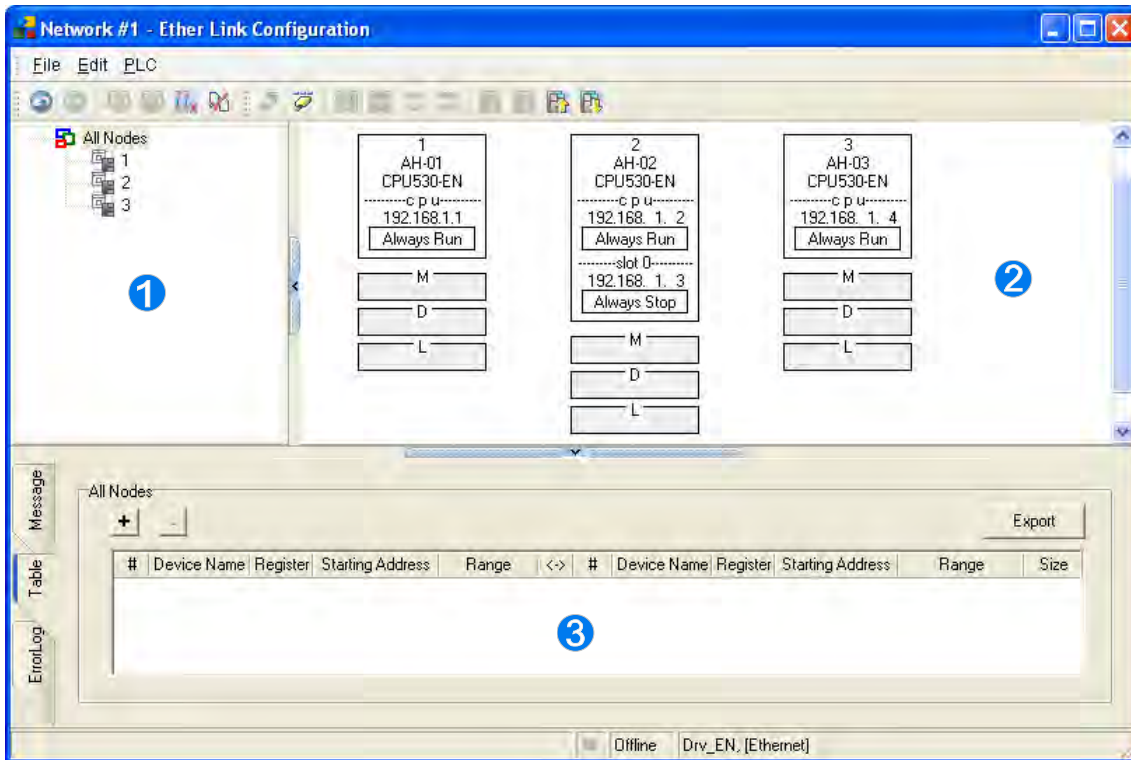 Network #1 - Ether Link Configuration
File Edit PLC
All Nodes
1
2
3
1
1
AH-01
CPU530-EN
---------c p u---------
192.168.1.1
Always Run
M
D
L
2
AH-02
CPU530-EN
---------c p u---------
192.168. 1. 2
Always Run
---------slot 0---------
192.168. 1. 3
Always Stop
M
D
L
3
AH-03
CPU530-EN
---------c p u---------
192.168. 1. 4
Always Run
M
D
L
2
Message
Table
ErrorLog
All Nodes
+ - Export
# Device Name Register Starting Address Range <-> # Device Name Register Starting Address Range Size
3
Offline Drv_EN, [Ethernet]